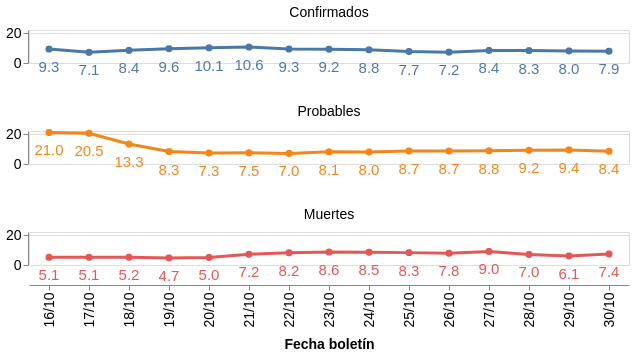 Confirmados
20
0
9.3 7.1 8.4 9.6 10.1 10.6 9.3 9.2 8.8 7.7 7.2 8.4 8.3 8.0 7.9
Probables
20
0
21.0 20.5 13.3 8.3 7.3 7.5 7.0 8.1 8.0 8.7 8.7 8.8 9.2 9.4 8.4
Muertes
20
0
5.1 5.1 5.2 4.7 5.0 7.2 8.2 8.6 8.5 8.3 7.8 9.0 7.0 6.1 7.4
16/10 17/10 18/10 19/10 20/10 21/10 22/10 23/10 24/10 25/10 26/10 27/10 28/10 29/10 30/10
Fecha boletín